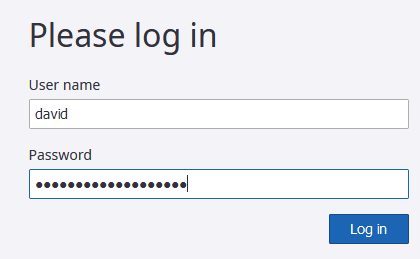 Please log in
User name
david
Password
●●●●●●●●●●●●●●●●●●●
Log in